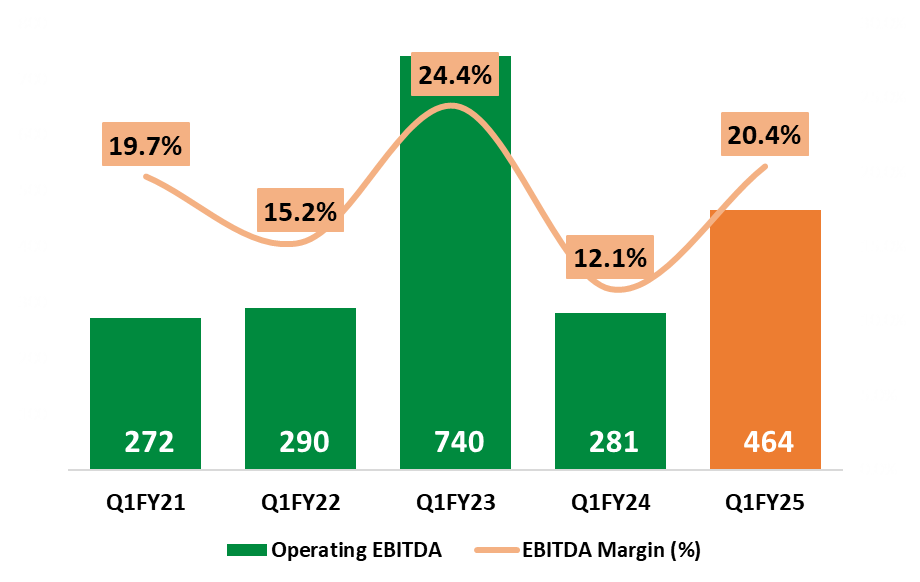 24.4%
19.7%
20.4%
15.2%
12.1%
272
290
740
281
464
Q1FY21
Q1FY22
Q1FY23
Q1FY24
Q1FY25
Operating EBITDA
EBITDA Margin (%)